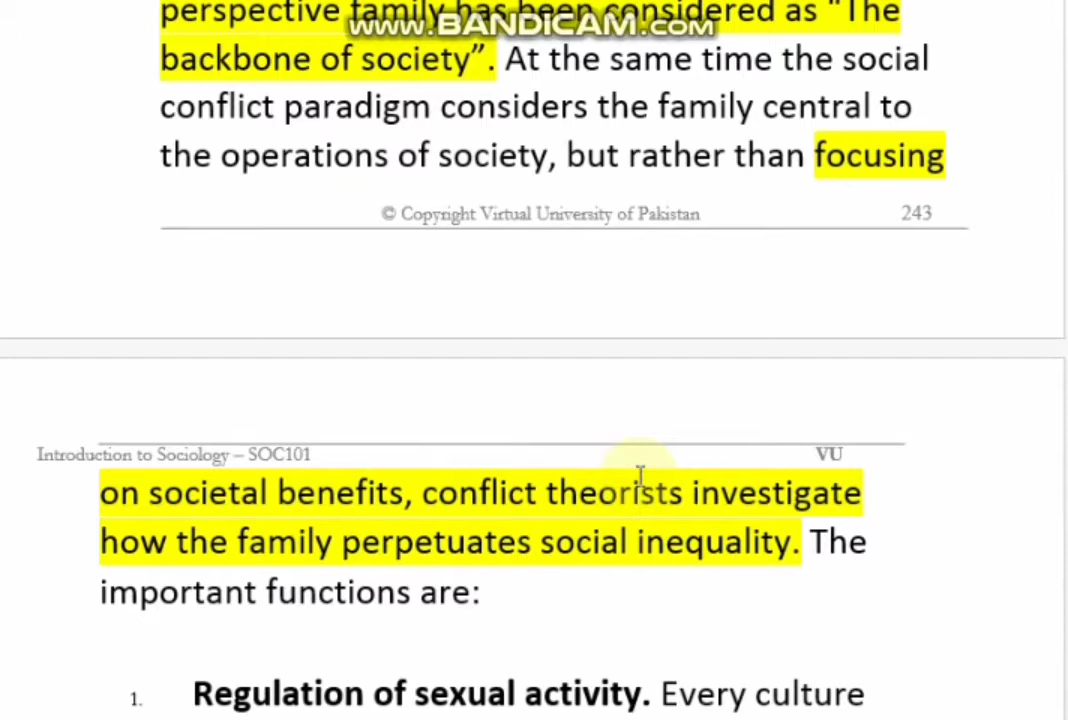 perspective family has been considered as "The
www.BANDICAM.com
backbone of society”. At the same time the social
conflict paradigm considers the family central to
the operations of society, but rather than focusing
© Copyright Virtual University of Pakistan 243
Introduction to Sociology – SOC101 VU
on societal benefits, conflict theorists investigate
how the family perpetuates social inequality. The
important functions are:
1. Regulation of sexual activity. Every culture